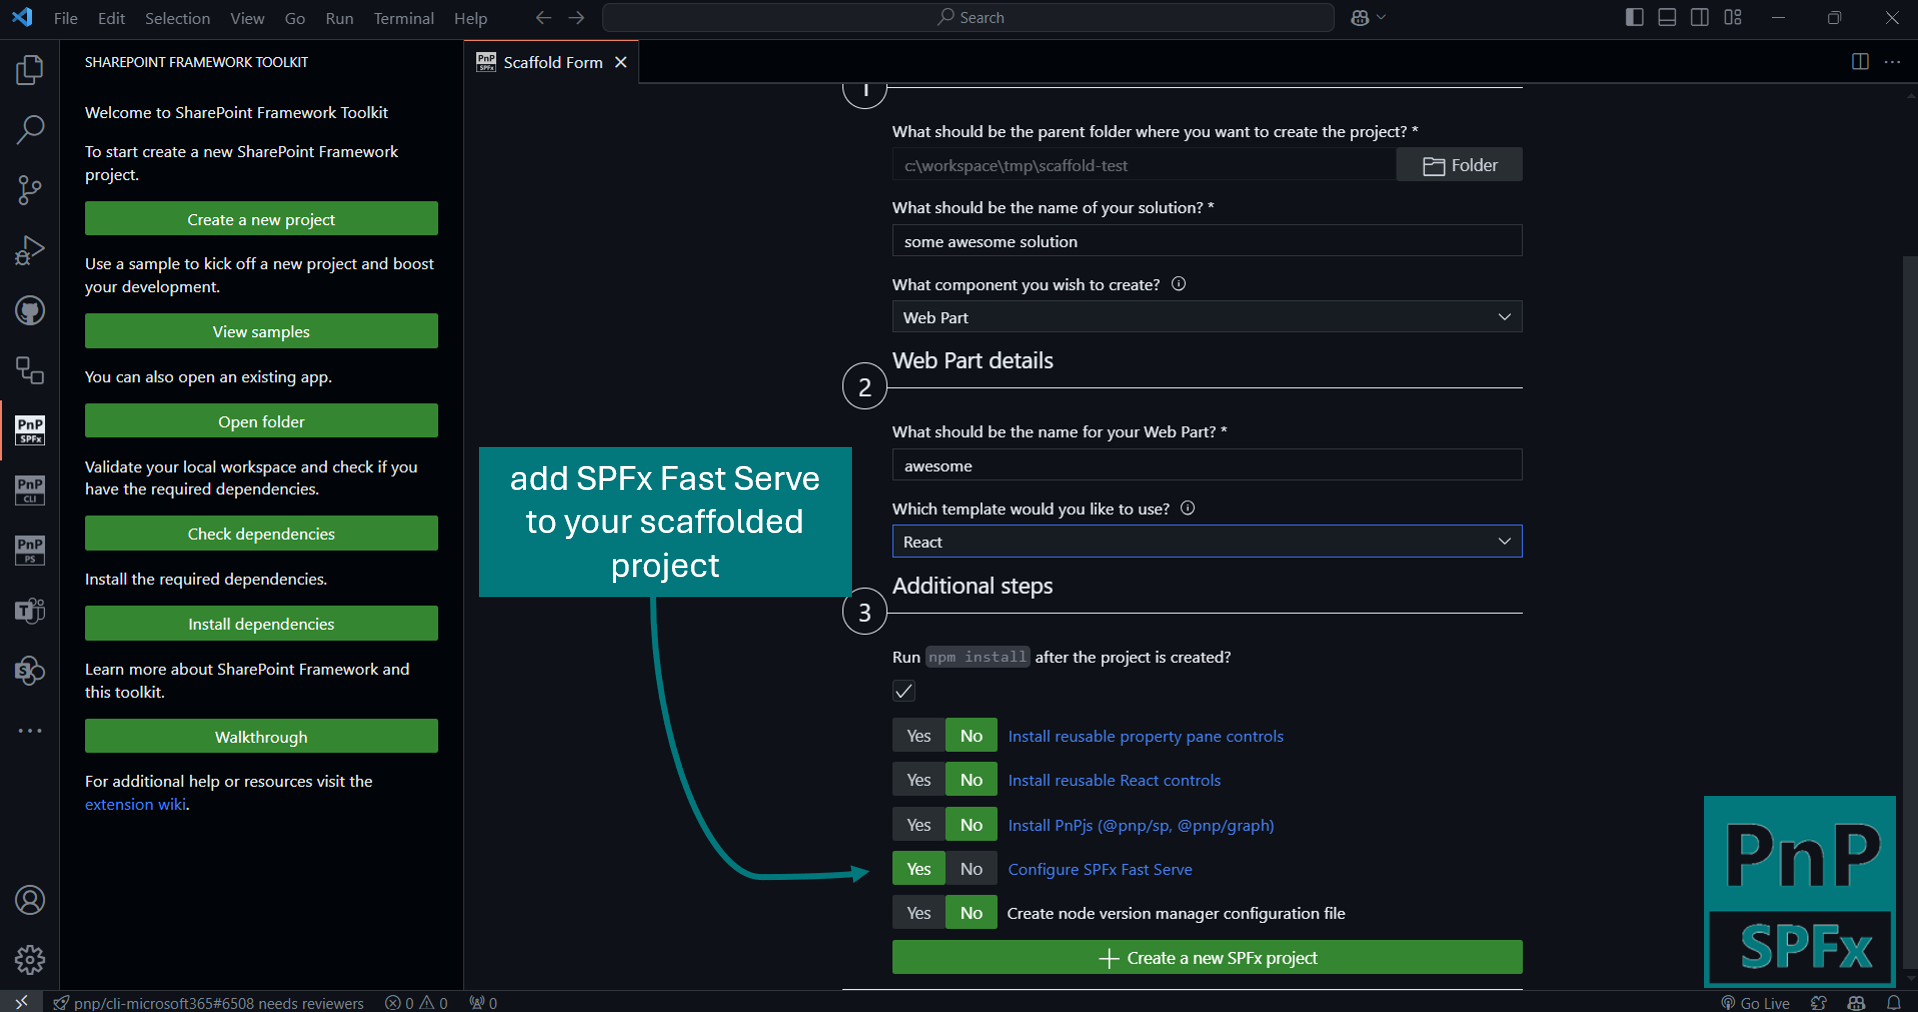 File Edit Selection View Go Run Terminal Help
Search
SHAREPOINT FRAMEWORK TOOLKIT
Welcome to SharePoint Framework Toolkit
To start create a new SharePoint Framework
project.
Create a new project
Use a sample to kick off a new project and boost
your development.
View samples
You can also open an existing app.
Open folder
Validate your local workspace and check if you
have the required dependencies.
Check dependencies
Install the required dependencies.
Install dependencies
Learn more about SharePoint Framework and
this toolkit.
Walkthrough
For additional help or resources visit the
extension wiki.
PnP
SPFx
PnP
CLI
PnP
PS
PnP
SPFx
Scaffold Form
1
What should be the parent folder where you want to create the project? *
c:\workspace\tmp\scaffold-test
Folder
What should be the name of your solution? *
some awesome solution
What component you wish to create?
Web Part
2
Web Part details
What should be the name for your Web Part? *
awesome
Which template would you like to use?
React
3
Additional steps
Run npm install after the project is created?
Yes No Install reusable property pane controls
Yes No Install reusable React controls
Yes No Install PnPjs (@pnp/sp, @pnp/graph)
Yes No Configure SPFx Fast Serve
Yes No Create node version manager configuration file
Create a new SPFx project
add SPFx Fast Serve
to your scaffolded
project
PnP
SPFx
pnp/cli-microsoft365#6508 needs reviewers 0 0 0
Go Live